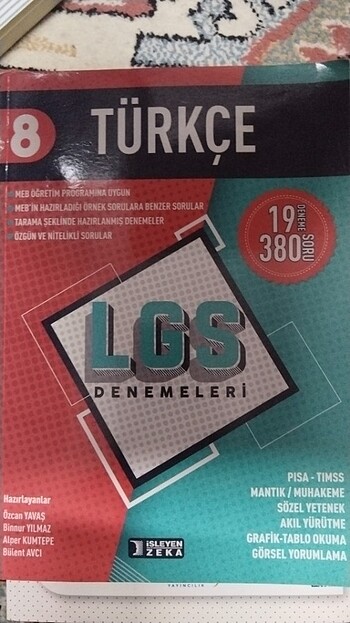 8
TÜRKÇE
MEB ÖĞRETİM PROGRAMINA UYGUN
MEB'İN HAZIRLADIĞI ÖRNEK SORULARA BENZER SORULAR
TARAMA ŞEKLİNDE HAZIRLANMIŞ DENEMELER
ÖZGÜN VE NİTELİKLİ SORULAR
19 DENEME
380 SORU
LGS
DENEMELERİ
PISA - TIMSS
MANTIK / MUHAKEME
SÖZEL YETENEK
AKIL YÜRÜTME
GRAFİK-TABLO OKUMA
GÖRSEL YORUMLAMA
Hazırlayanlar
Özcan YAVAŞ
Binnur YILMAZ
Alper KUMTEPE
Bülent AVCI
İŞLEYEN
ZEKA
YAYINCILIK